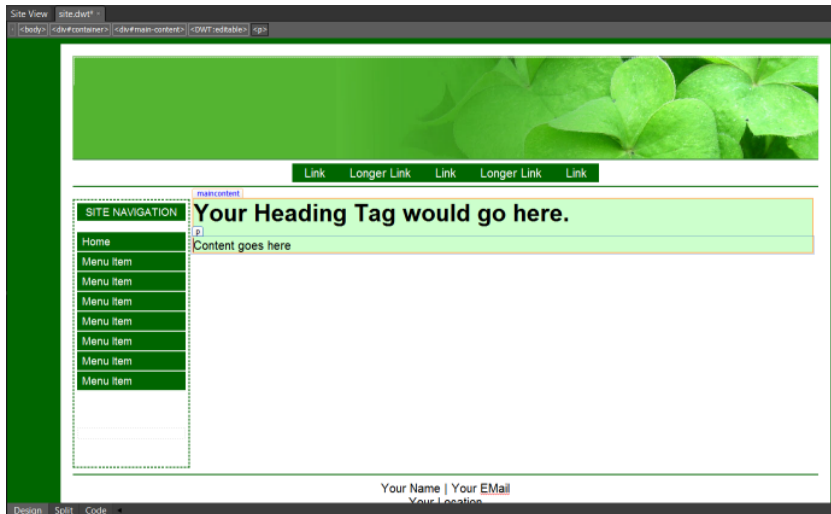 Site View site.dwt*
<body> <div#container> <div#main-content> <DWT:editable> <p>
Link Longer Link Link Longer Link Link
maincontent
SITE NAVIGATION
Your Heading Tag would go here.
p
Content goes here
Home
Menu Item
Menu Item
Menu Item
Menu Item
Menu Item
Menu Item
Menu Item
Your Name | Your EMail
Your Location
Design Split Code